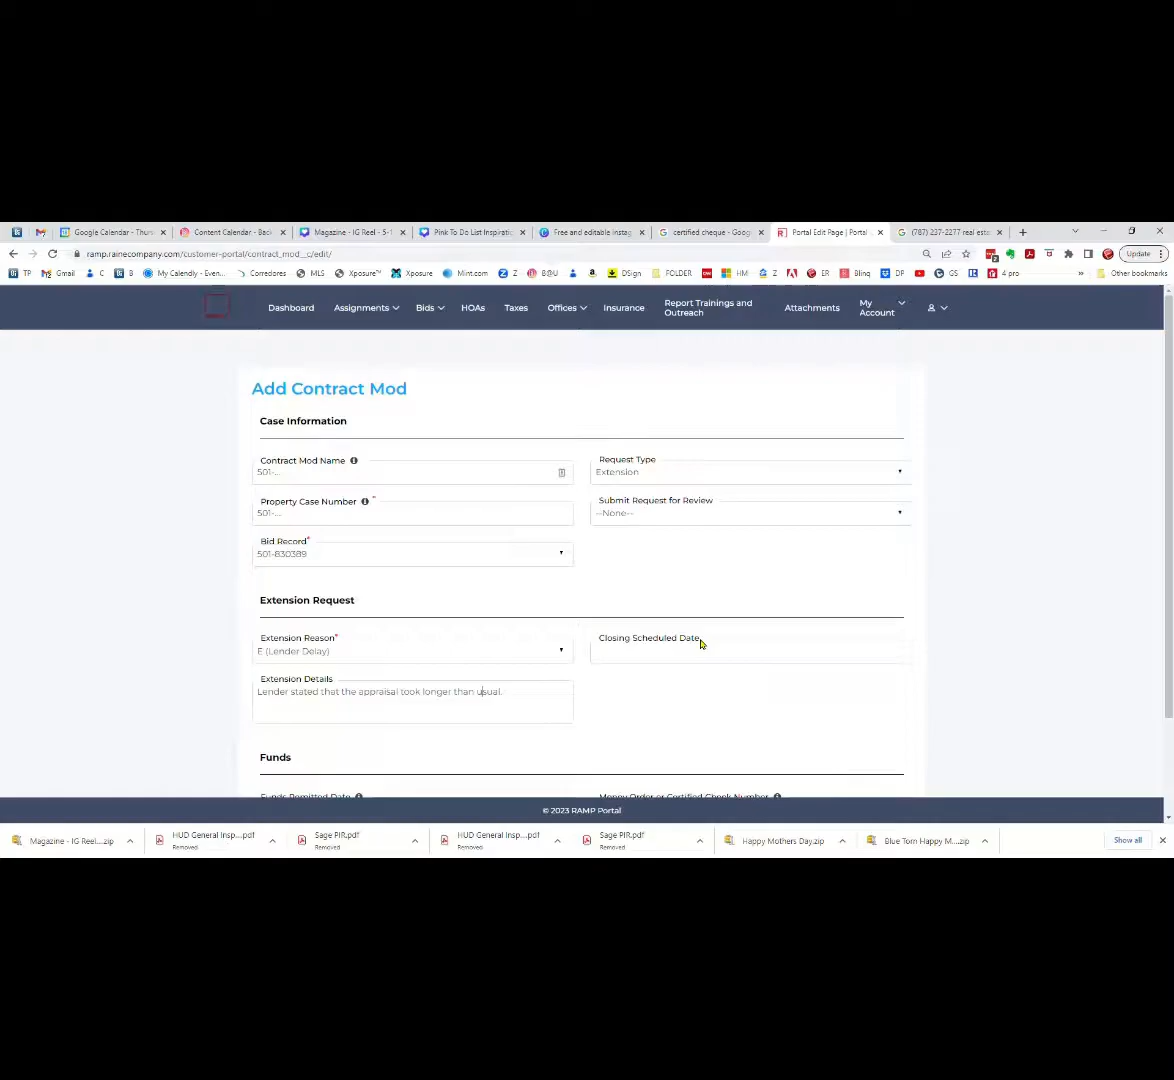 Google Calendar - Thurs
Content Calendar - Back
Magazine - IG Reel - 5-1
Pink To Do List Inspiratio
Free and editable instag
certified cheque - Goog
Portal Edit Page | Portal
(787) 237-2277 real esta
ramp.rainecompany.com/customer-portal/contract_mod__c/edit/
Update
TP
Gmail
C
B
My Calendly - Even...
Corredores
MLS
Xposure™
Xposure
Mint.com
Z
B@U
DSign
FOLDER
HM
Z
ER
Blinq
DP
GS
4 pro
»
Other bookmarks
Dashboard
Assignments
Bids
HOAs
Taxes
Offices
Insurance
Report Trainings and
Outreach
Attachments
My
Account
Add Contract Mod
Case Information
Contract Mod Name
501-...
Request Type
Extension
Property Case Number *
501-...
Submit Request for Review
--None--
Bid Record*
501-830389
Extension Request
Extension Reason*
E (Lender Delay)
Closing Scheduled Date
Extension Details
Lender stated that the appraisal took longer than usual.
Funds
Funds Remitted Date
Money Order or Certified Check Number
© 2023 RAMP Portal
Magazine - IG Reel....zip
HUD General Insp....pdf
Removed
Sage PIR.pdf
Removed
HUD General Insp....pdf
Removed
Sage PIR.pdf
Removed
Happy Mothers Day.zip
Blue Torn Happy M....zip
Show all